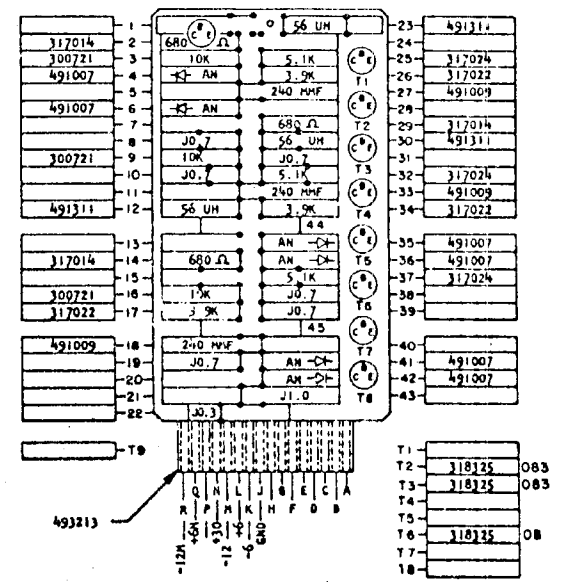 1 56 UH 23 491311
317014 2 680 Ω 24
300721 3 10K 5.1K 25 317024
491007 4 AN 3.9K 26 317022
5 240 MMF T1 27 491009
491007 6 AN 28
7 680 Ω T2 29 317014
8 J0.7 56 UH 30 491311
300721 9 10K J0.7 T3 31
10 J0.7 5.1K 32 317024
11 240 MMF 33 491009
491311 12 56 UH 3.9K T4 34 317022
44
13 AN 35 491007
317014 14 680 Ω AN T5 36 491007
15 5.1K 37 317024
300721 16 10K J0.7 38
317022 17 3.9K J0.7 T6 39
45
491009 18 240 MMF 40
19 J0.7 AN T7 41 491007
20 AN 42 491007
21 J1.0 43
22 J0.3 T8
T9
R Q P N M L K J H G F E D C B A
-12M +6M +30 -12 +6 -6 GND
493213
T1
T2 318325 083
T3 318325 083
T4
T5
T6 318325 08
T7